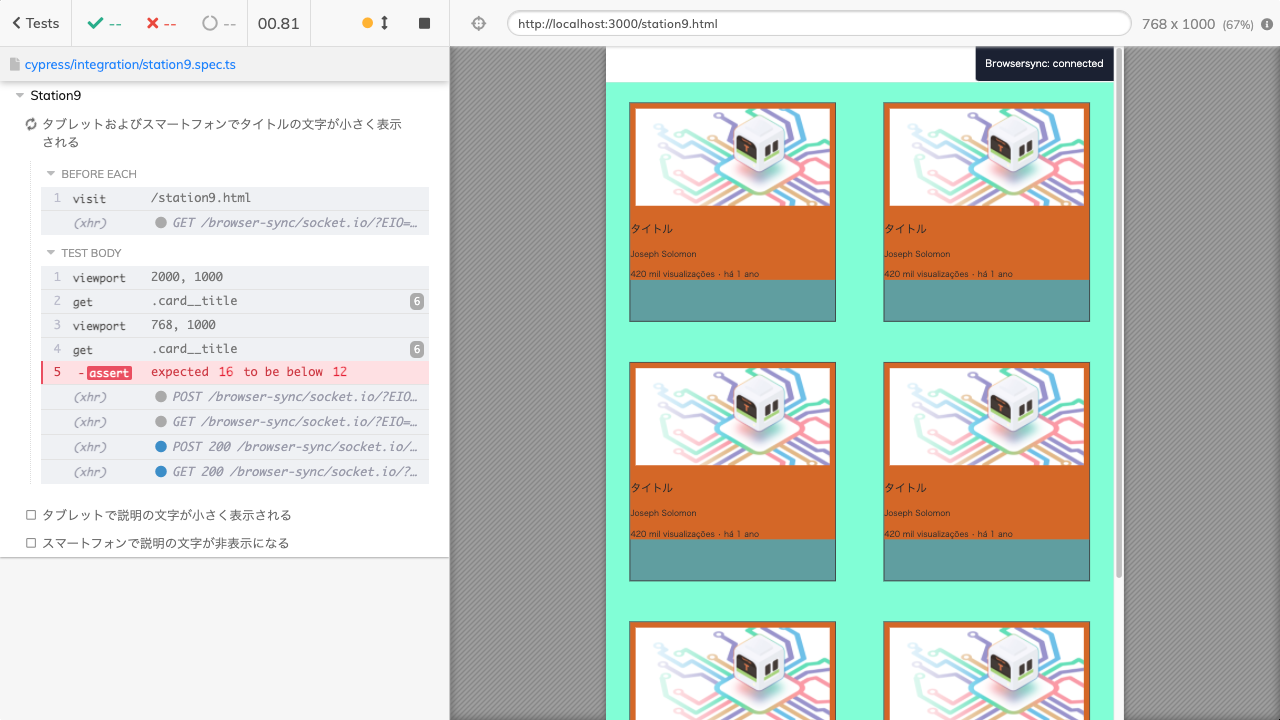 Tests
--
--
--
00.81
http://localhost:3000/station9.html
768 x 1000 (67%)
cypress/integration/station9.spec.ts
Station9
タブレットおよびスマートフォンでタイトルの文字が小さく表示
される
BEFORE EACH
1 visit /station9.html
(xhr) GET /browser-sync/socket.io/?EIO=…
TEST BODY
1 viewport 2000, 1000
2 get .card__title 6
3 viewport 768, 1000
4 get .card__title 6
5 -assert expected 16 to be below 12
(xhr) POST /browser-sync/socket.io/?EIO…
(xhr) GET /browser-sync/socket.io/?EIO=…
(xhr) POST 200 /browser-sync/socket.io/…
(xhr) GET 200 /browser-sync/socket.io/?…
タブレットで説明の文字が小さく表示される
スマートフォンで説明の文字が非表示になる
Browsersync: connected
タイトル
Joseph Solomon
420 mil visualizações - há 1 ano
タイトル
Joseph Solomon
420 mil visualizações - há 1 ano
タイトル
Joseph Solomon
420 mil visualizações - há 1 ano
タイトル
Joseph Solomon
420 mil visualizações - há 1 ano